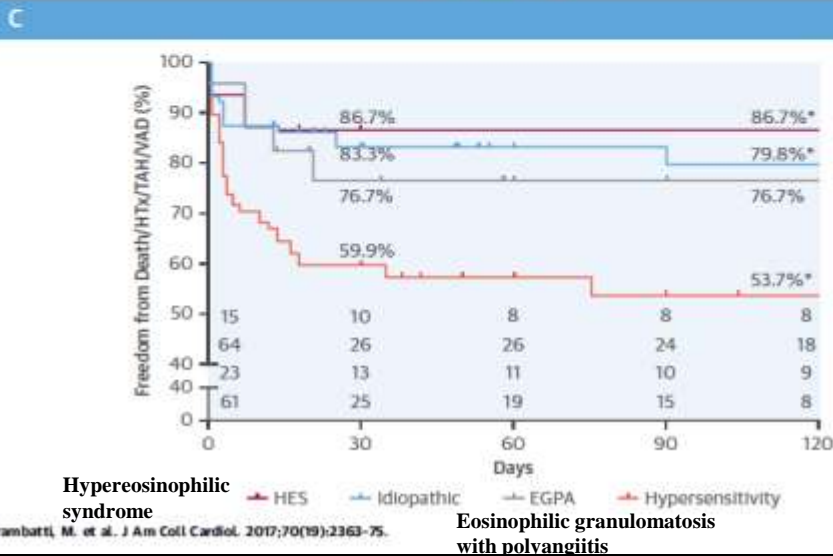 C
Freedom from Death/HTx/TAH/VAD (%)
100
90
80
70
60
50
40
40
0
86.7%
83.3%
76.7%
59.9%
86.7%*
79.8%*
76.7%
53.7%*
15 10 8 8 8
64 26 26 24 18
23 13 11 10 9
61 25 19 15 8
0 30 60 90 120
Days
HES Idiopathic EGPA Hypersensitivity
Hypereosinophilic
syndrome
rambatti, M. et al. J Am Coll Cardiol. 2017;70(19):2363-75.
Eosinophilic granulomatosis
with polyangiitis